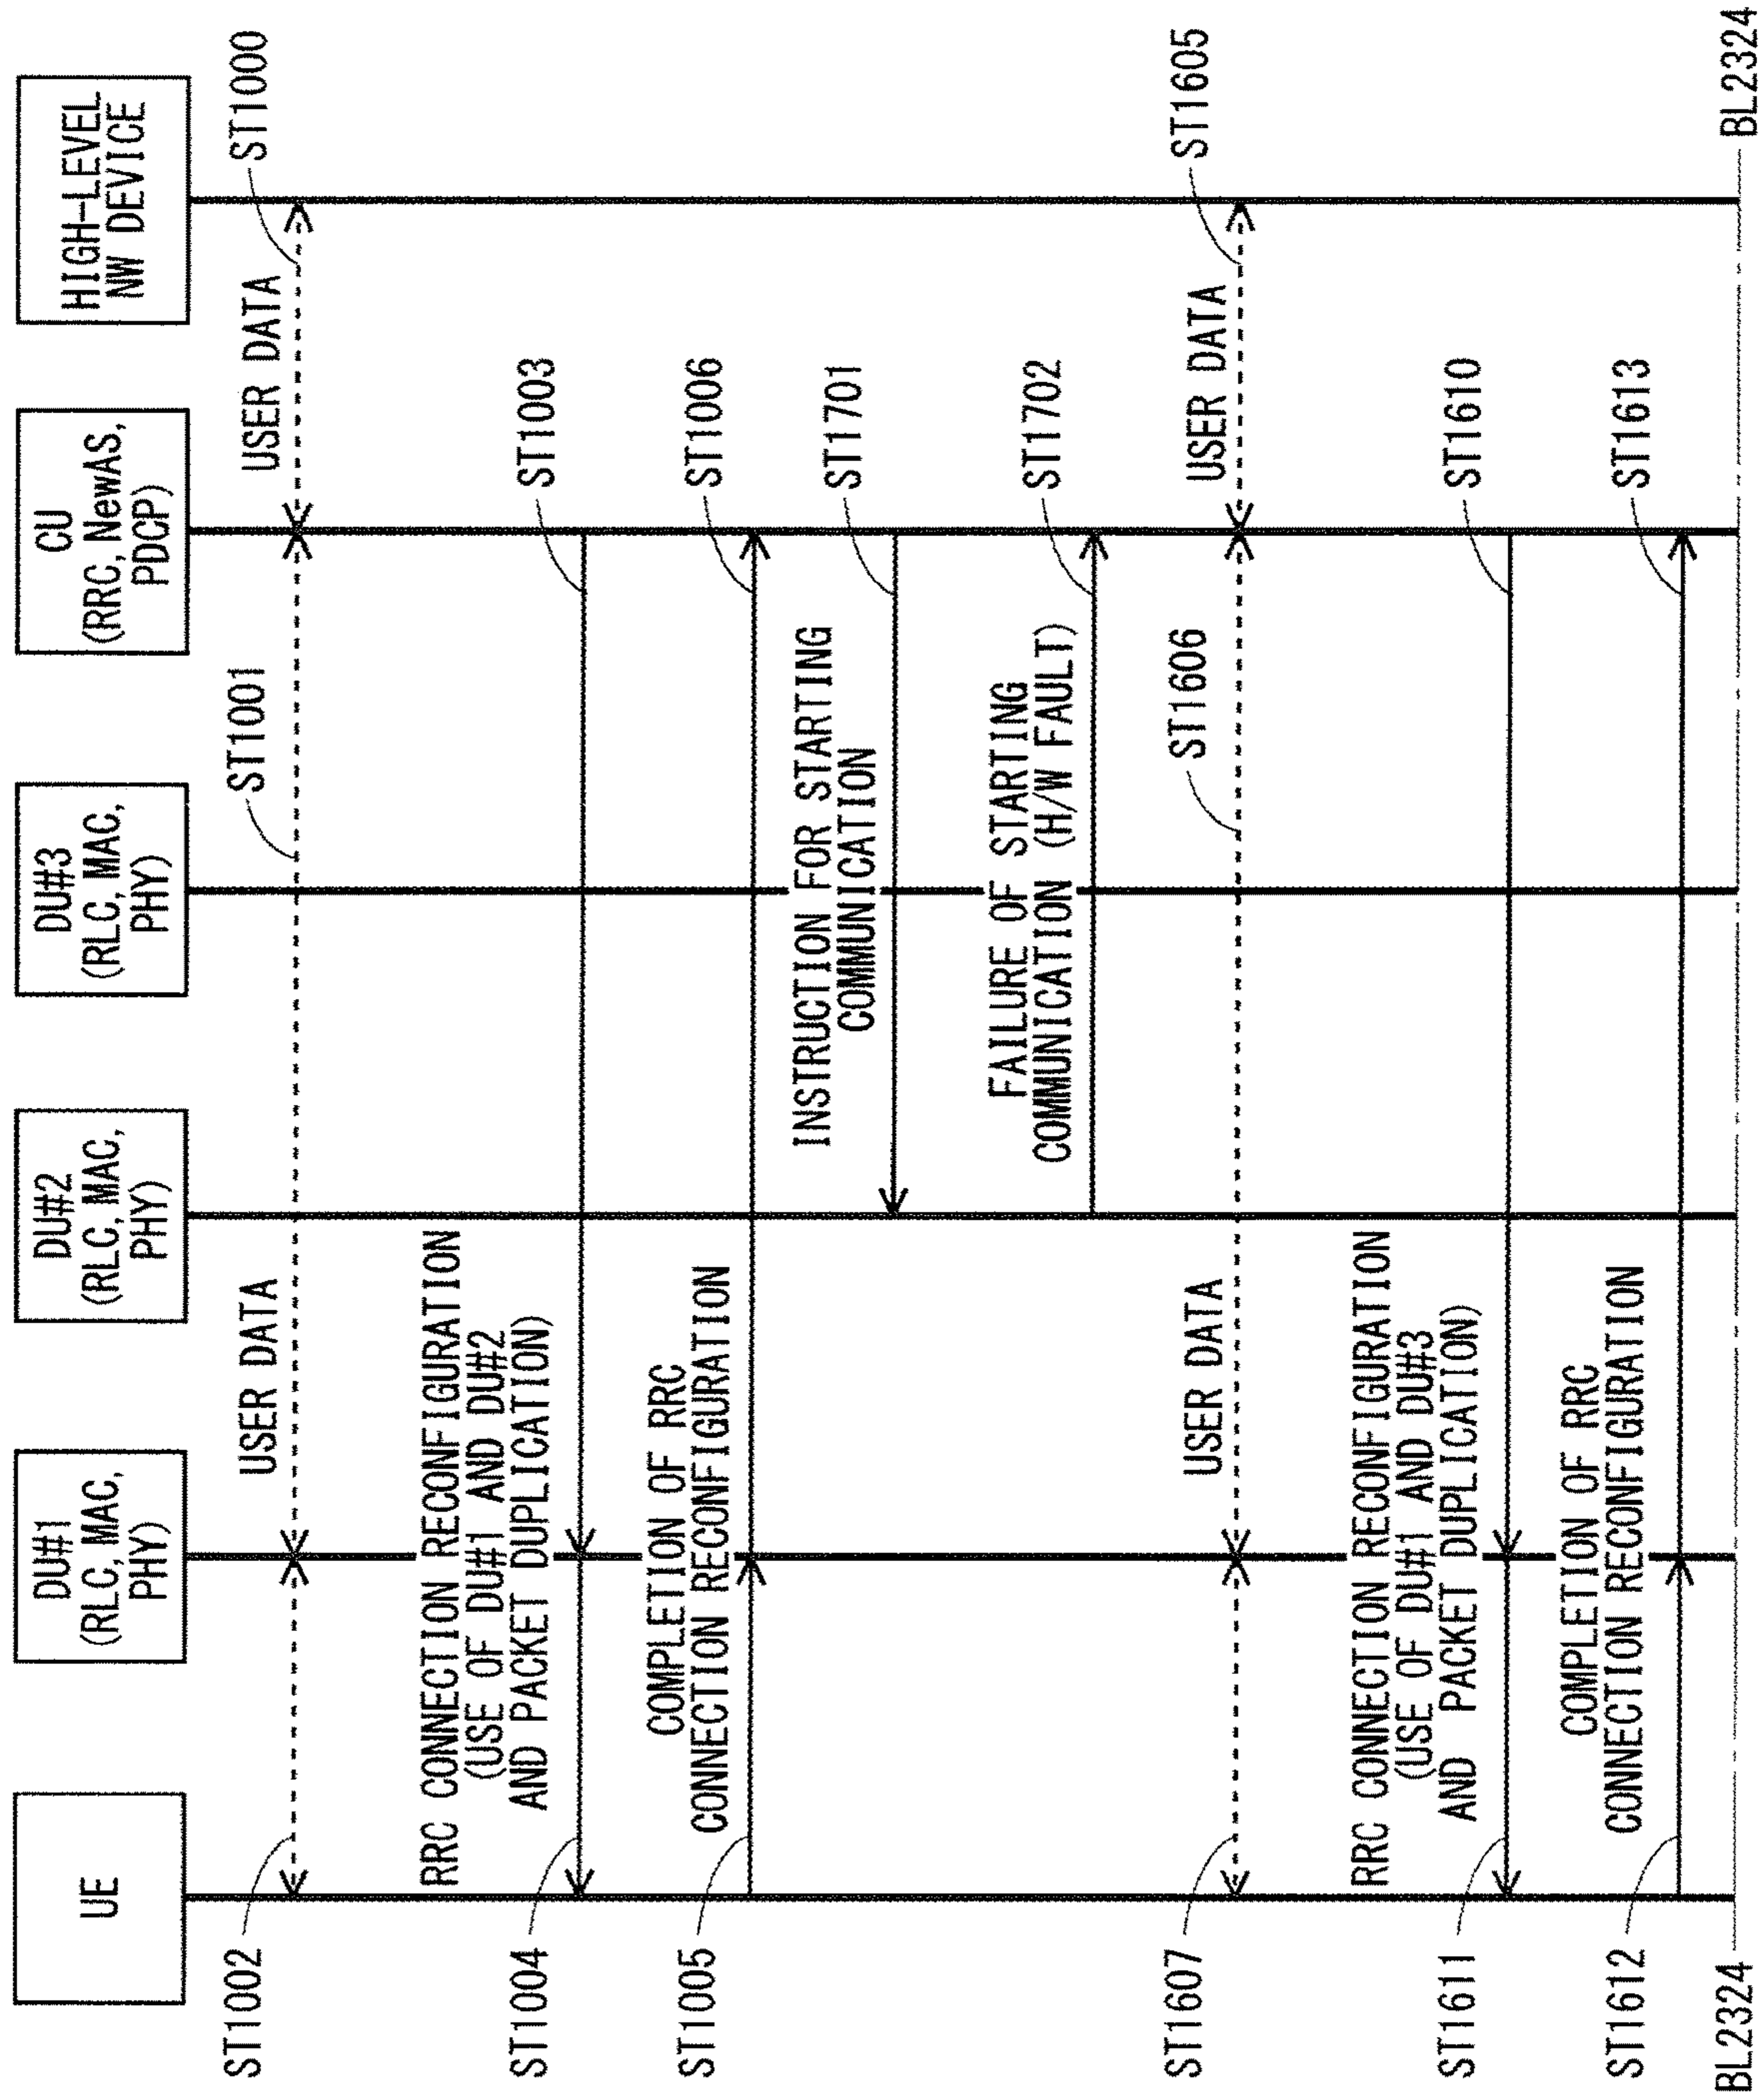 UE
DU#1
(RLC, MAC,
PHY)
DU#2
(RLC, MAC,
PHY)
DU#3
(RLC, MAC,
PHY)
CU
(RRC, NewAS,
PDCP)
HIGH-LEVEL
NW DEVICE
ST1002
USER DATA
ST1001
USER DATA
ST1000
RRC CONNECTION RECONFIGURATION
(USE OF DU#1 AND DU#2
AND PACKET DUPLICATION)
ST1004
ST1003
COMPLETION OF RRC
CONNECTION RECONFIGURATION
ST1005
ST1006
INSTRUCTION FOR STARTING
COMMUNICATION
ST1701
FAILURE OF STARTING
COMMUNICATION (H/W FAULT)
ST1702
ST1607
USER DATA
ST1606
USER DATA
ST1605
RRC CONNECTION RECONFIGURATION
(USE OF DU#1 AND DU#3
AND PACKET DUPLICATION)
ST1611
ST1610
COMPLETION OF RRC
CONNECTION RECONFIGURATION
ST1612
ST1613
BL2324
BL2324